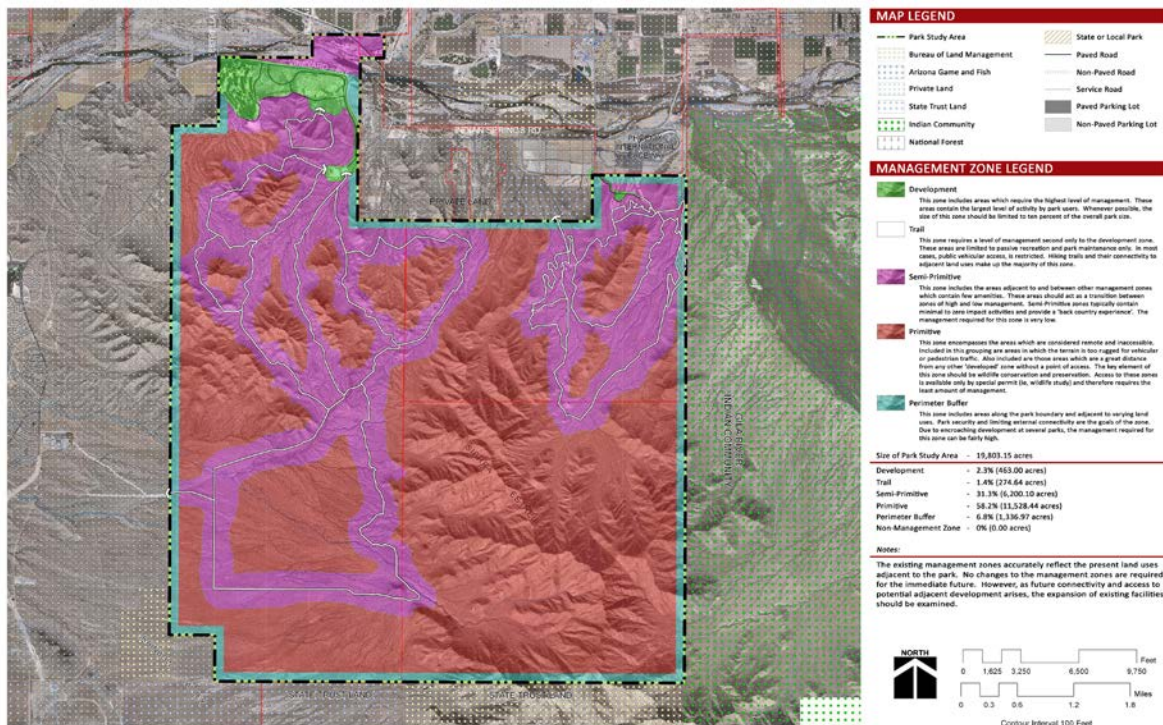 INDIAN SPRINGS RD
PHOENIX
INTERNATIONAL
RACEWAY
PRIVATE LAND
GILA RIVER
INDIAN COMMUNITY
STATE TRUST LAND
STATE TRUST LAND
MAP LEGEND
Park Study Area
Bureau of Land Management
Arizona Game and Fish
Private Land
State Trust Land
Indian Community
National Forest
State or Local Park
Paved Road
Non-Paved Road
Service Road
Paved Parking Lot
Non-Paved Parking Lot
MANAGEMENT ZONE LEGEND
Development
This zone includes areas which require the highest level of management. These
areas contain the largest level of activity by park users. Whenever possible, the
size of this zone should be limited to ten percent of the overall park size.
Trail
This zone requires a level of management second only to the development zone.
These areas are limited to passive recreation and park maintenance only. In most
cases, public vehicular access, is restricted. Hiking trails and their connectivity to
adjacent land uses make up the majority of this zone.
Semi-Primitive
This zone includes the areas adjacent to and between other management zones
which contain few amenities. These areas should act as a transition between
zones of high and low management. Semi-Primitive zones typically contain
minimal to zero impact activities and provide a 'back country experience'. The
management required for this zone is very low.
Primitive
This zone encompasses the areas which are considered remote and inaccessible.
Included in this grouping are areas in which the terrain is too rugged for vehicular
or pedestrian traffic. Also included are those areas which are a great distance
from any other 'developed' zone without a point of access. The key element of
this zone should be wildlife conservation and preservation. Access to these zones
is available only by special permit (ie, wildlife study) and therefore requires the
least amount of management.
Perimeter Buffer
This zone includes areas along the park boundary and adjacent to varying land
uses. Park security and limiting external connectivity are the goals of the zone.
Due to encroaching development at several parks, the management required for
this zone can be fairly high.
Size of Park Study Area - 19,803.15 acres
Development - 2.3% (463.00 acres)
Trail - 1.4% (274.64 acres)
Semi-Primitive - 31.3% (6,200.10 acres)
Primitive - 58.2% (11,528.44 acres)
Perimeter Buffer - 6.8% (1,336.97 acres)
Non-Management Zone - 0% (0.00 acres)
Notes:
The existing management zones accurately reflect the present land uses
adjacent to the park. No changes to the management zones are required
for the immediate future. However, as future connectivity and access to
potential adjacent development arises, the expansion of existing facilities
should be examined.
NORTH
Feet
0 1,625 3,250 6,500 9,750
Miles
0 0.3 0.6 1.2 1.8
Contour Interval 100 Feet